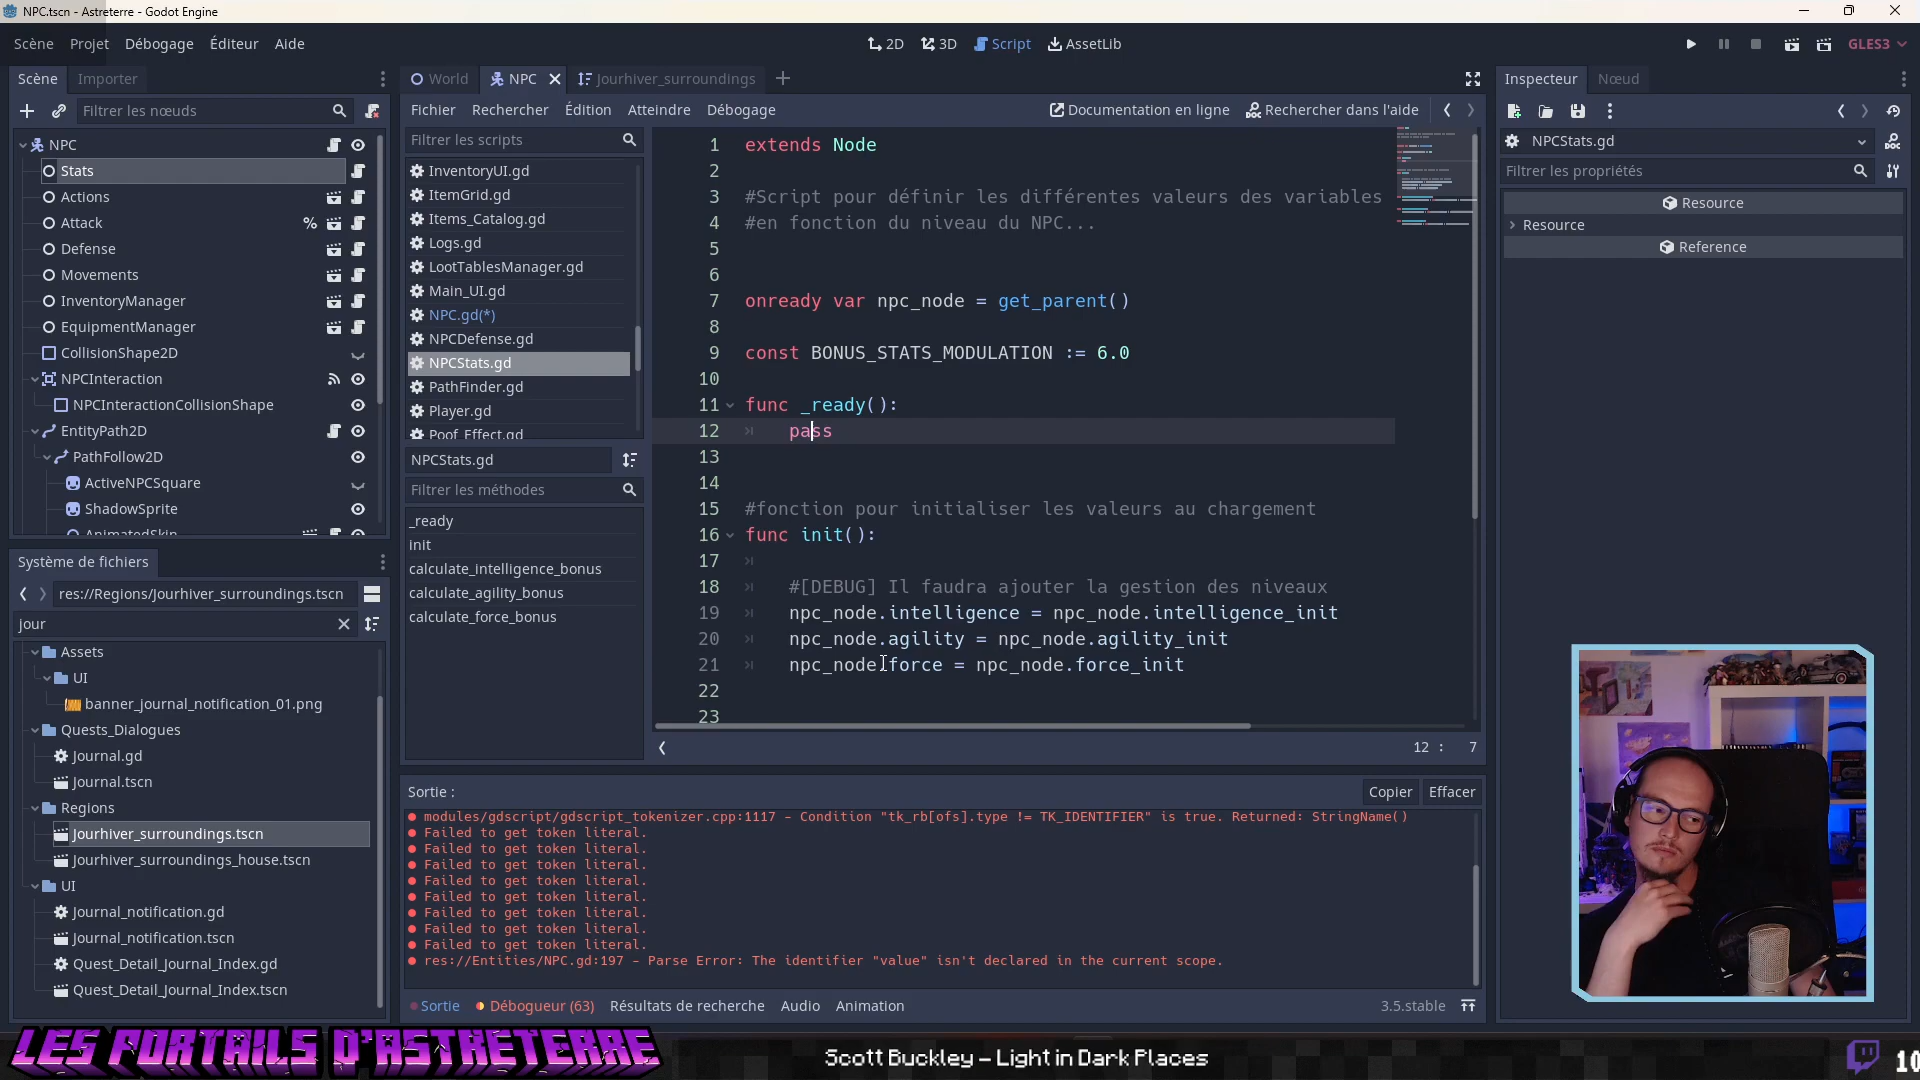 NPC.tscn - Astreterre - Godot Engine
Scène Projet Débogage Éditeur Aide
2D 3D Script AssetLib
GLES3
Scène Importer
Filtrer les nœuds
NPC
Stats
Actions
Attack %
Defense
Movements
InventoryManager
EquipmentManager
CollisionShape2D
NPCInteraction
NPCInteractionCollisionShape
EntityPath2D
PathFollow2D
ActiveNPCSquare
ShadowSprite
AnimatedSkin
Système de fichiers
res://Regions/Jourhiver_surroundings.tscn
jour
Assets
UI
banner_journal_notification_01.png
Quests_Dialogues
Journal.gd
Journal.tscn
Regions
Jourhiver_surroundings.tscn
Jourhiver_surroundings_house.tscn
UI
Journal_notification.gd
Journal_notification.tscn
Quest_Detail_Journal_Index.gd
Quest_Detail_Journal_Index.tscn
World NPC Jourhiver_surroundings
Fichier Rechercher Édition Atteindre Débogage
Documentation en ligne Rechercher dans l'aide
Filtrer les scripts
InventoryUI.gd
ItemGrid.gd
Items_Catalog.gd
Logs.gd
LootTablesManager.gd
Main_UI.gd
NPC.gd(*)
NPCDefense.gd
NPCStats.gd
PathFinder.gd
Player.gd
Poof_Effect.gd
NPCStats.gd
Filtrer les méthodes
_ready
init
calculate_intelligence_bonus
calculate_agility_bonus
calculate_force_bonus
1 extends Node
2
3 #Script pour définir les différentes valeurs des variables
4 #en fonction du niveau du NPC...
5
6
7 onready var npc_node = get_parent()
8
9 const BONUS_STATS_MODULATION := 6.0
10
11 func _ready():
12 pass
13
14
15 #fonction pour initialiser les valeurs au chargement
16 func init():
17
18 #[DEBUG] Il faudra ajouter la gestion des niveaux
19 npc_node.intelligence = npc_node.intelligence_init
20 npc_node.agility = npc_node.agility_init
21 npc_node.force = npc_node.force_init
22
23
12 : 7
Sortie :
Copier Effacer
modules/gdscript/gdscript_tokenizer.cpp:1117 - Condition "tk_rb[ofs].type != TK_IDENTIFIER" is true. Returned: StringName()
Failed to get token literal.
Failed to get token literal.
Failed to get token literal.
Failed to get token literal.
Failed to get token literal.
Failed to get token literal.
Failed to get token literal.
Failed to get token literal.
res://Entities/NPC.gd:197 - Parse Error: The identifier "value" isn't declared in the current scope.
Sortie Débogueur (63) Résultats de recherche Audio Animation
3.5.stable
Inspecteur Nœud
NPCStats.gd
Filtrer les propriétés
Resource
Resource
Reference
LES PORTAILS D'ASTRETERRE
Scott Buckley – Light in Dark Places
10